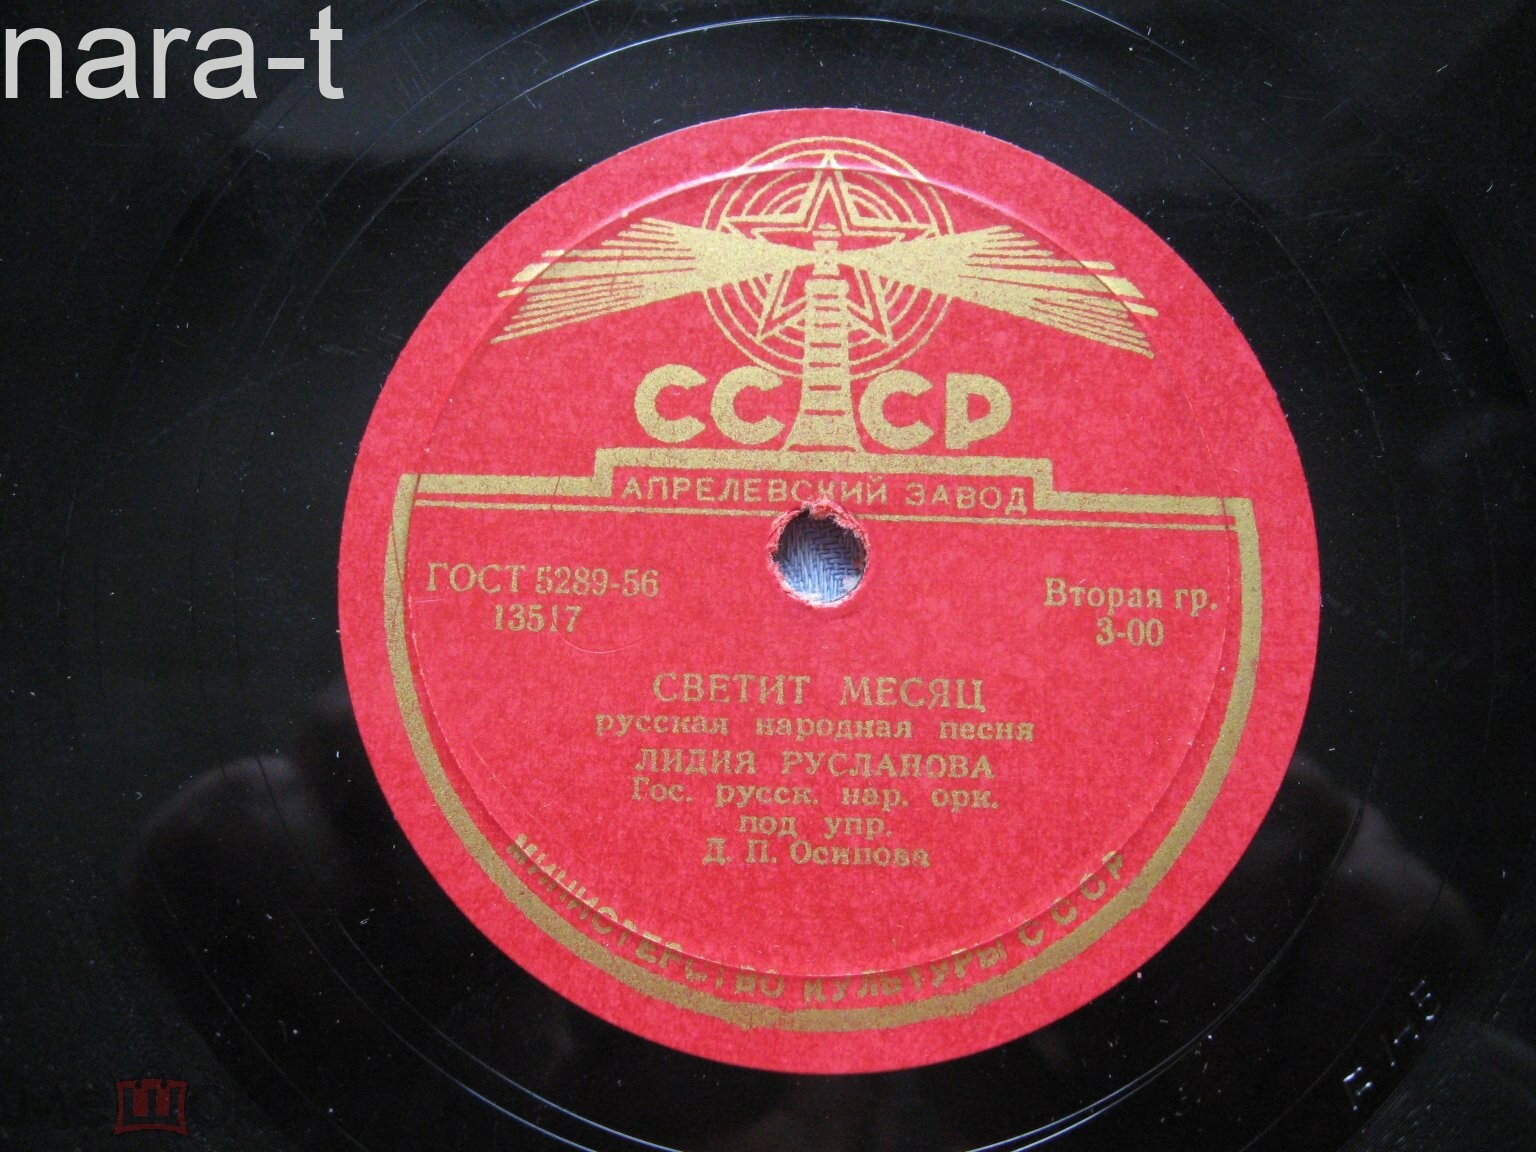 nara-t
СССР
АПРЕЛЕВСКИЙ ЗАВОД
ГОСТ 5289-56
13517
Вторая гр.
3-00
СВЕТИТ МЕСЯЦ
русская народная песня
ЛИДИЯ РУСЛАНОВА
Гос. русск. нар. орк.
под упр.
Д. П. Осипова
МИНИСТЕРСТВО КУЛЬТУРЫ СССР